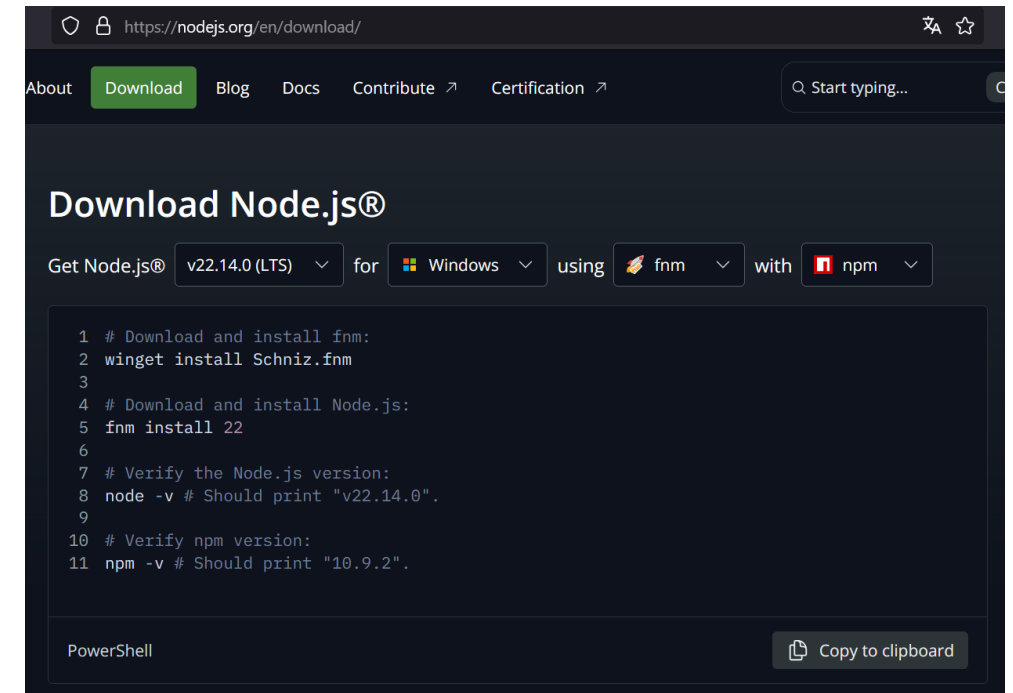 https://nodejs.org/en/download/
About Download Blog Docs Contribute ↗ Certification ↗ Start typing...
Download Node.js®
Get Node.js® v22.14.0 (LTS) for Windows using fnm with npm
1 # Download and install fnm:
2 winget install Schniz.fnm
3
4 # Download and install Node.js:
5 fnm install 22
6
7 # Verify the Node.js version:
8 node -v # Should print "v22.14.0".
9
10 # Verify npm version:
11 npm -v # Should print "10.9.2".
PowerShell Copy to clipboard